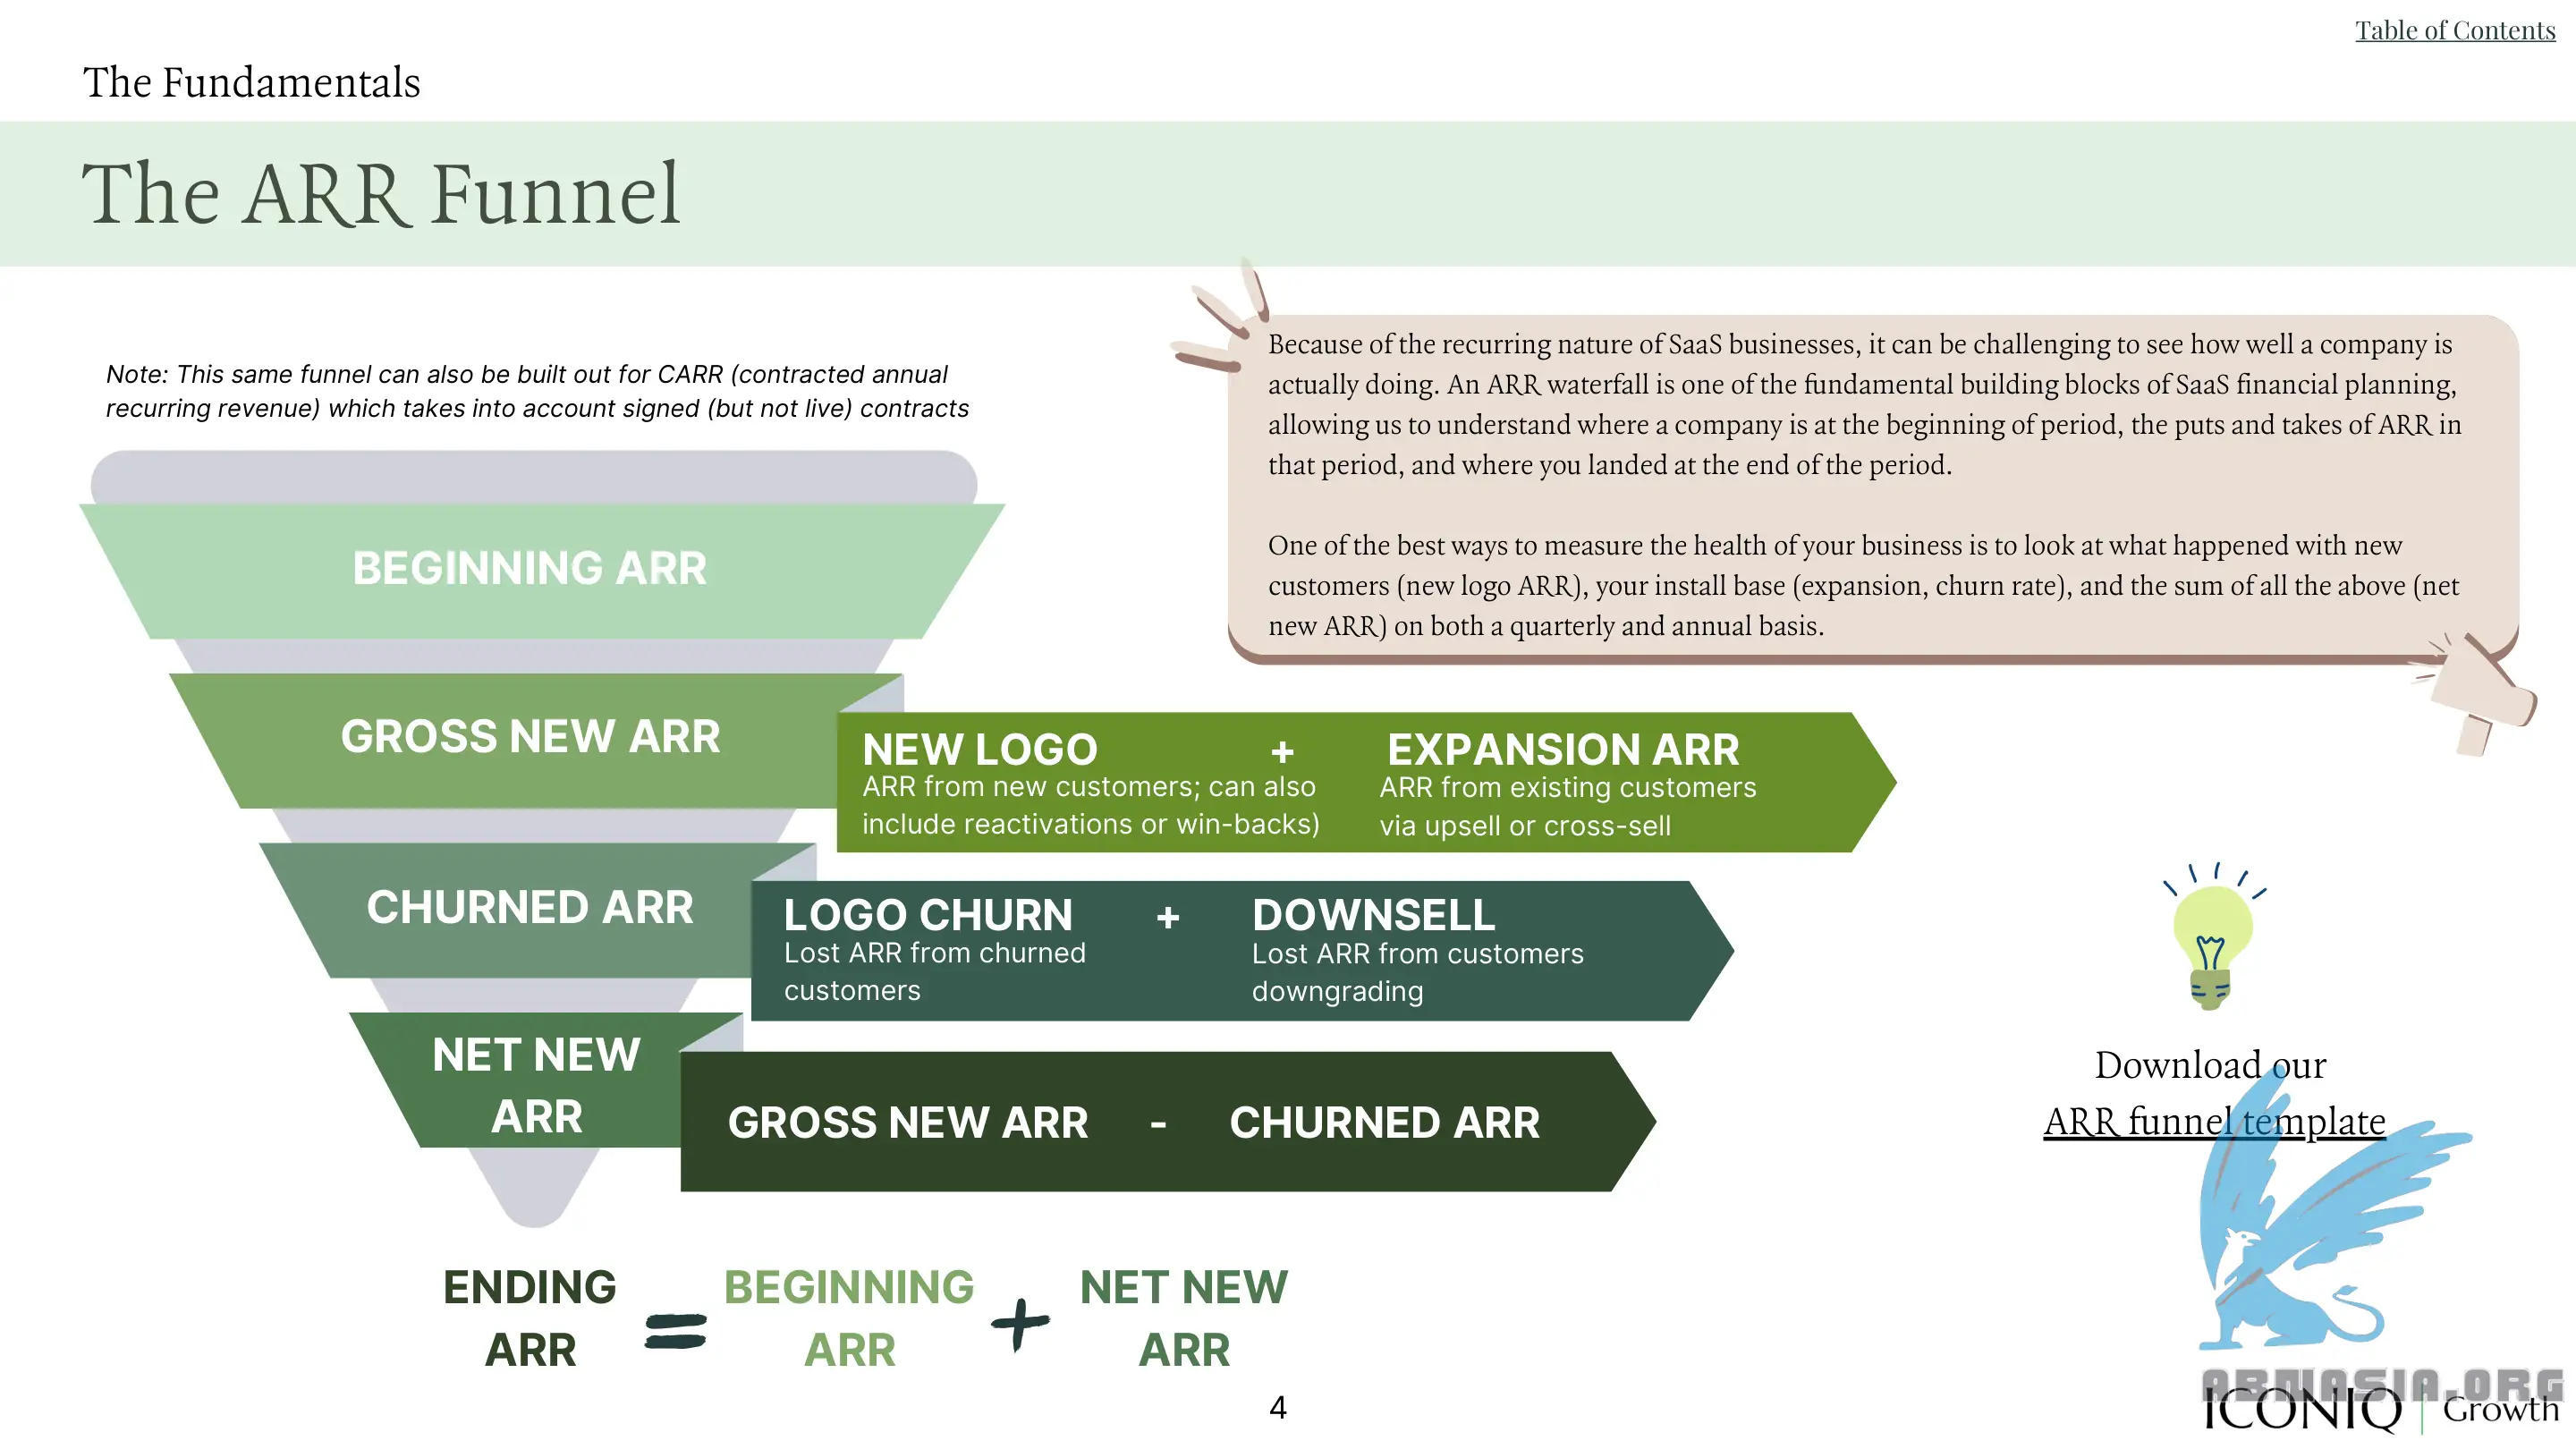 Table of Contents
The Fundamentals
The ARR Funnel
Note: This same funnel can also be built out for CARR (contracted annual
recurring revenue) which takes into account signed (but not live) contracts
Because of the recurring nature of SaaS businesses, it can be challenging to see how well a company is
actually doing. An ARR waterfall is one of the fundamental building blocks of SaaS financial planning,
allowing us to understand where a company is at the beginning of period, the puts and takes of ARR in
that period, and where you landed at the end of the period.
One of the best ways to measure the health of your business is to look at what happened with new
customers (new logo ARR), your install base (expansion, churn rate), and the sum of all the above (net
new ARR) on both a quarterly and annual basis.
BEGINNING ARR
GROSS NEW ARR
NEW LOGO + EXPANSION ARR
ARR from new customers; can also
include reactivations or win-backs)
ARR from existing customers
via upsell or cross-sell
CHURNED ARR
LOGO CHURN + DOWNSELL
Lost ARR from churned
customers
Lost ARR from customers
downgrading
NET NEW
ARR
GROSS NEW ARR - CHURNED ARR
Download our
ARR funnel template
ENDING
ARR
=
BEGINNING
ARR
+
NET NEW
ARR
4
ABMASIA.ORG
ICONIQ | Growth